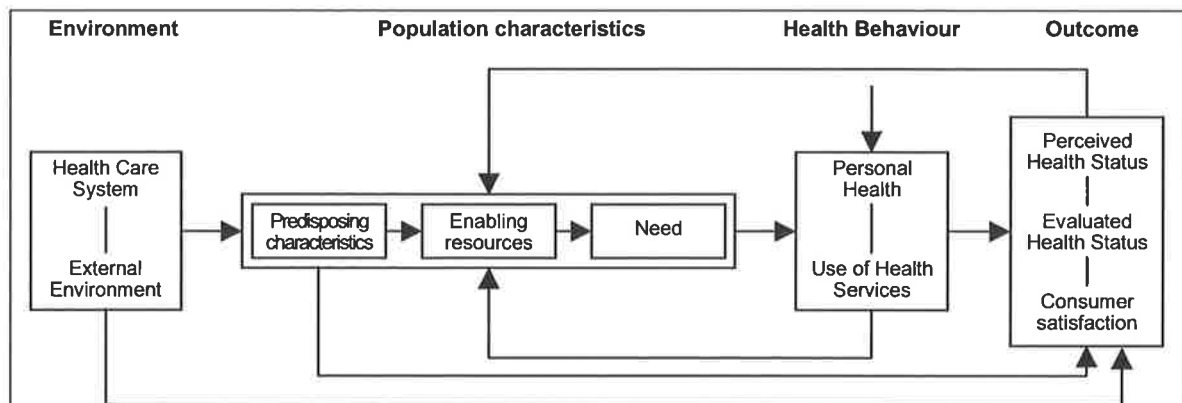 Environment
Population characteristics
Health Behaviour
Outcome
Health Care
System
External
Environment
Predisposing
characteristics
Enabling
resources
Need
Personal
Health
Use of Health
Services
Perceived
Health Status
Evaluated
Health Status
Consumer
satisfaction